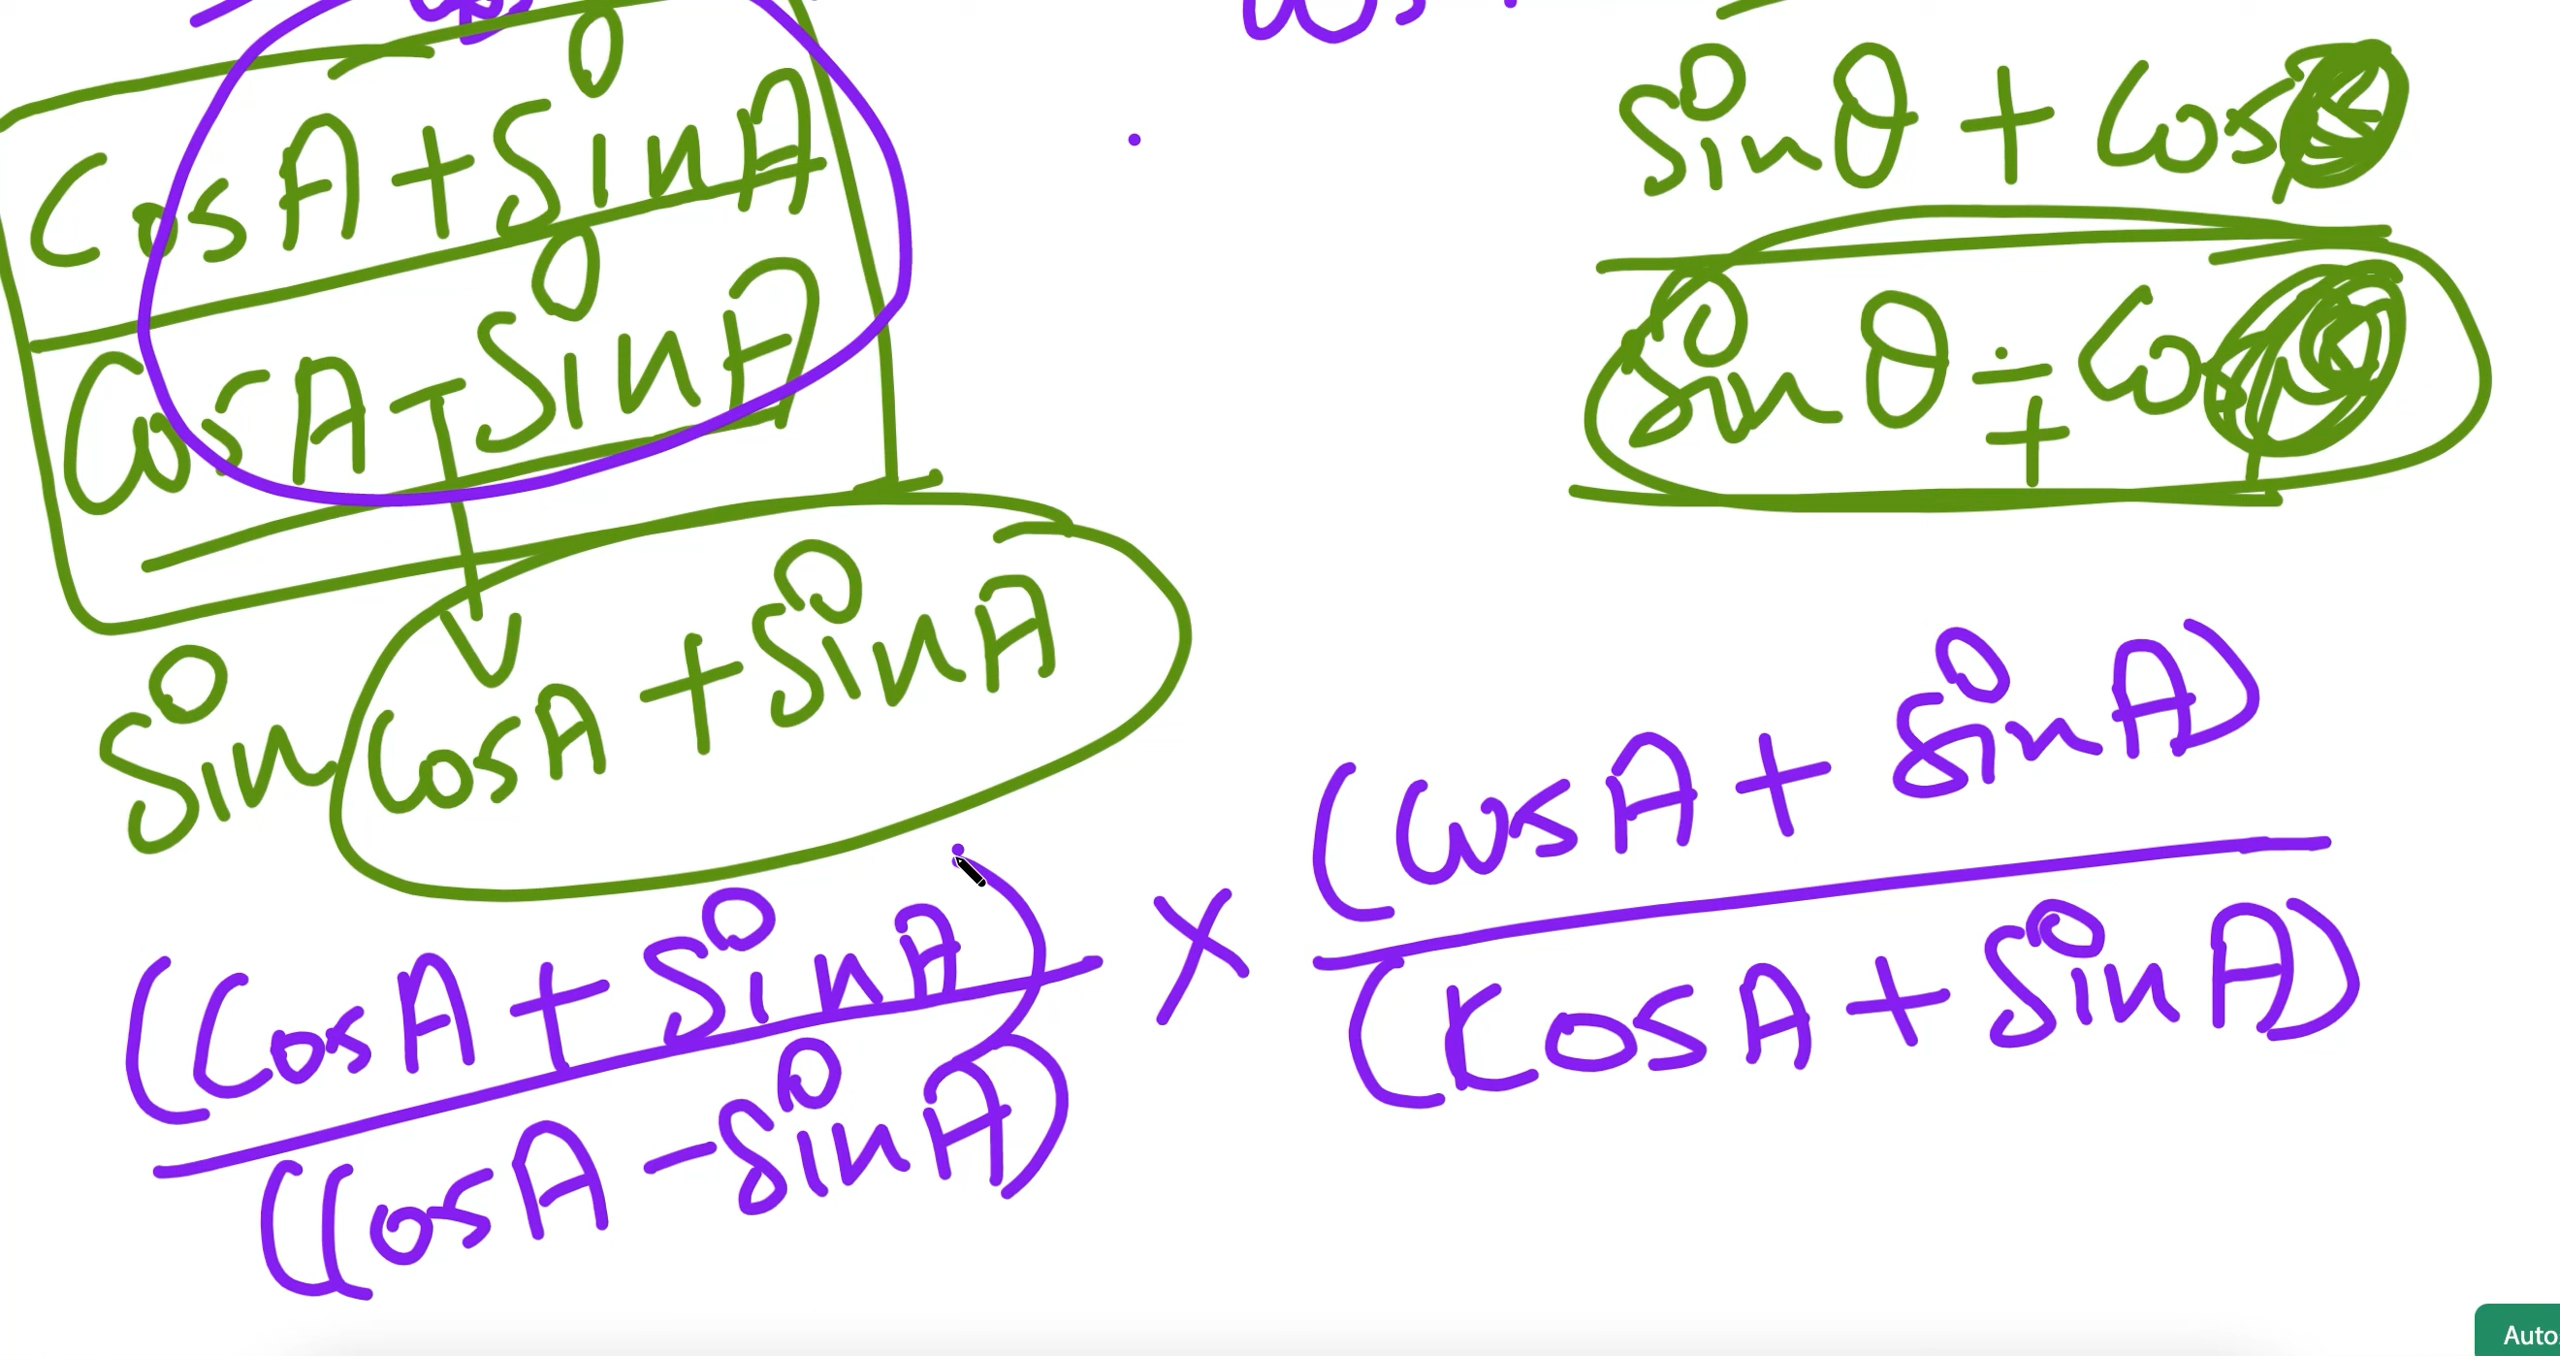 CosA + SinA
CosA - SinA
Sinθ + Cos
Sinθ ÷ Cos
+
Sin CosA + SinA
(CosA + SinA) × (CosA + SinA)
(CosA - SinA) (CosA + SinA)
Auto